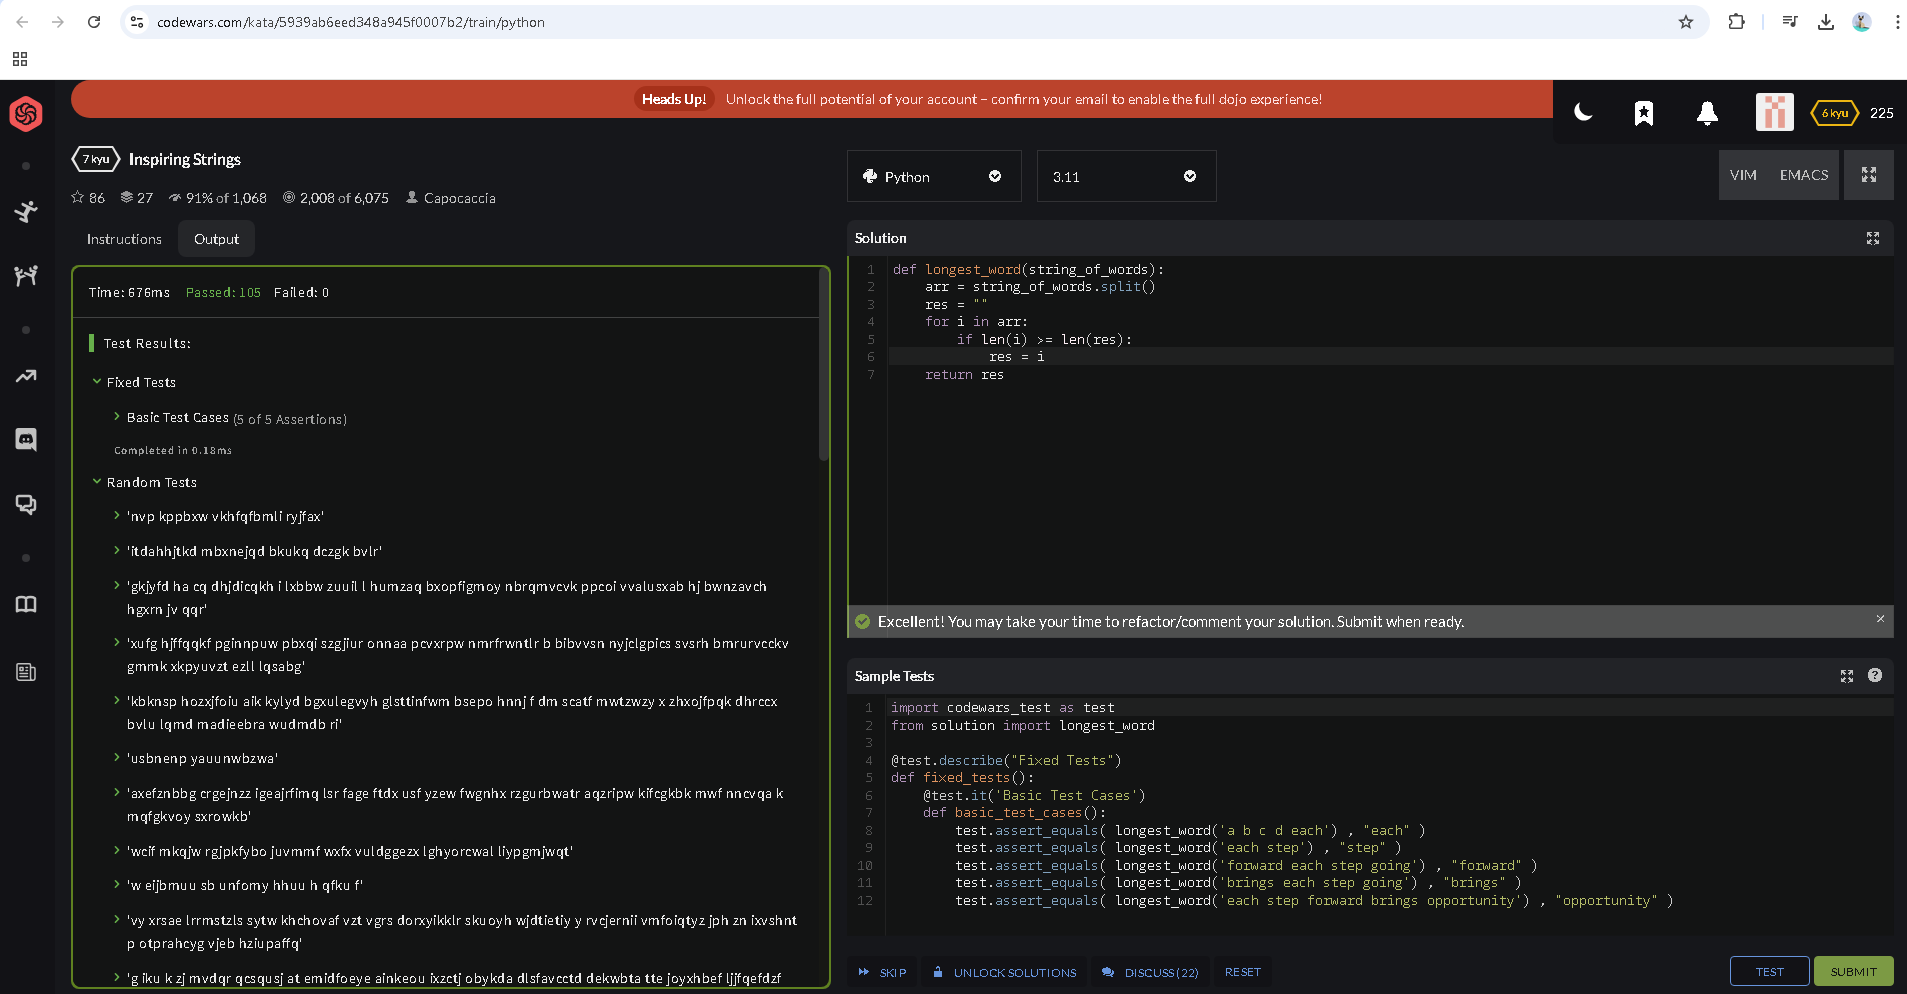 codewars.com/kata/5939ab6eed348a945f0007b2/train/python
Heads Up! Unlock the full potential of your account – confirm your email to enable the full dojo experience!
6 kyu 225
7 kyu Inspiring Strings
86 27 91% of 1,068 2,008 of 6,075 Capocaccia
Instructions Output
Time: 676ms Passed: 105 Failed: 0
Test Results:
Fixed Tests
Basic Test Cases (5 of 5 Assertions)
Completed in 0.18ms
Random Tests
'nvp kppbxw vkhfqfbmli ryjfax'
'itdahhjtkd mbxnejqd bkukq dczgk bvlr'
'gkjyfd ha cq dhjdicqkh i lxbbw zuuil l humzaq bxopfigmoy nbrqmvcvk ppcoi vvalusxab hj bwnzavch
hgxrn jv qqr'
'xufg hjffqqkf pginnpuw pbxqi szgjiur onnaa pcvxrpw nmrfrwntlr b bibvvsn nyjclgpics svsrh bmrurvcckv
gmmk xkpyuvzt ezll lqsabg'
'kbknsp hozxjfoiu aik kylyd bgxulegvyh glsttinfwm bsepo hnnj f dm scatf mwtzwzy x zhxojfpqk dhrccx
bvlu lqmd madieebra wudmdb ri'
'usbnenp yauunwbzwa'
'axefznbbg crgejnzz igeajrfimq lsr fage ftdx usf yzew fwgnhx rzgurbwatr aqzripw kifcgkbk mwf nncvqa k
mqfgkvoy sxrowkb'
'wcif mkqjw rgjpkfybo juvmmf wxfx vuldggezx lghyorcwal liypgmjwqt'
'w eijbmuu sb unfomy hhuu h qfku f'
'vy xrsae lrrmstzls sytw khchovaf vzt vgrs dorxyikklr skuoyh wjdtietiy y rvcjernii vmfoiqtyz jph zn ixvshnt
p otprahcyg vjeb hziupaffq'
'g iku k zj mvdqr qcsqusj at emidfoeye ainkeou ixzctj obykda dlsfavcctd dekwbta tte joyxhbef ljjfqefdzf
Python 3.11
VIM EMACS
Solution
1 def longest_word(string_of_words):
2 arr = string_of_words.split()
3 res = ""
4 for i in arr:
5 if len(i) >= len(res):
6 res = i
7 return res
Excellent! You may take your time to refactor/comment your solution. Submit when ready. ×
Sample Tests
1 import codewars_test as test
2 from solution import longest_word
3
4 @test.describe("Fixed Tests")
5 def fixed_tests():
6 @test.it('Basic Test Cases')
7 def basic_test_cases():
8 test.assert_equals( longest_word('a b c d each') , "each" )
9 test.assert_equals( longest_word('each step') , "step" )
10 test.assert_equals( longest_word('forward each step going') , "forward" )
11 test.assert_equals( longest_word('brings each step going') , "brings" )
12 test.assert_equals( longest_word('each step forward brings opportunity') , "opportunity" )
SKIP UNLOCK SOLUTIONS DISCUSS (22) RESET TEST SUBMIT